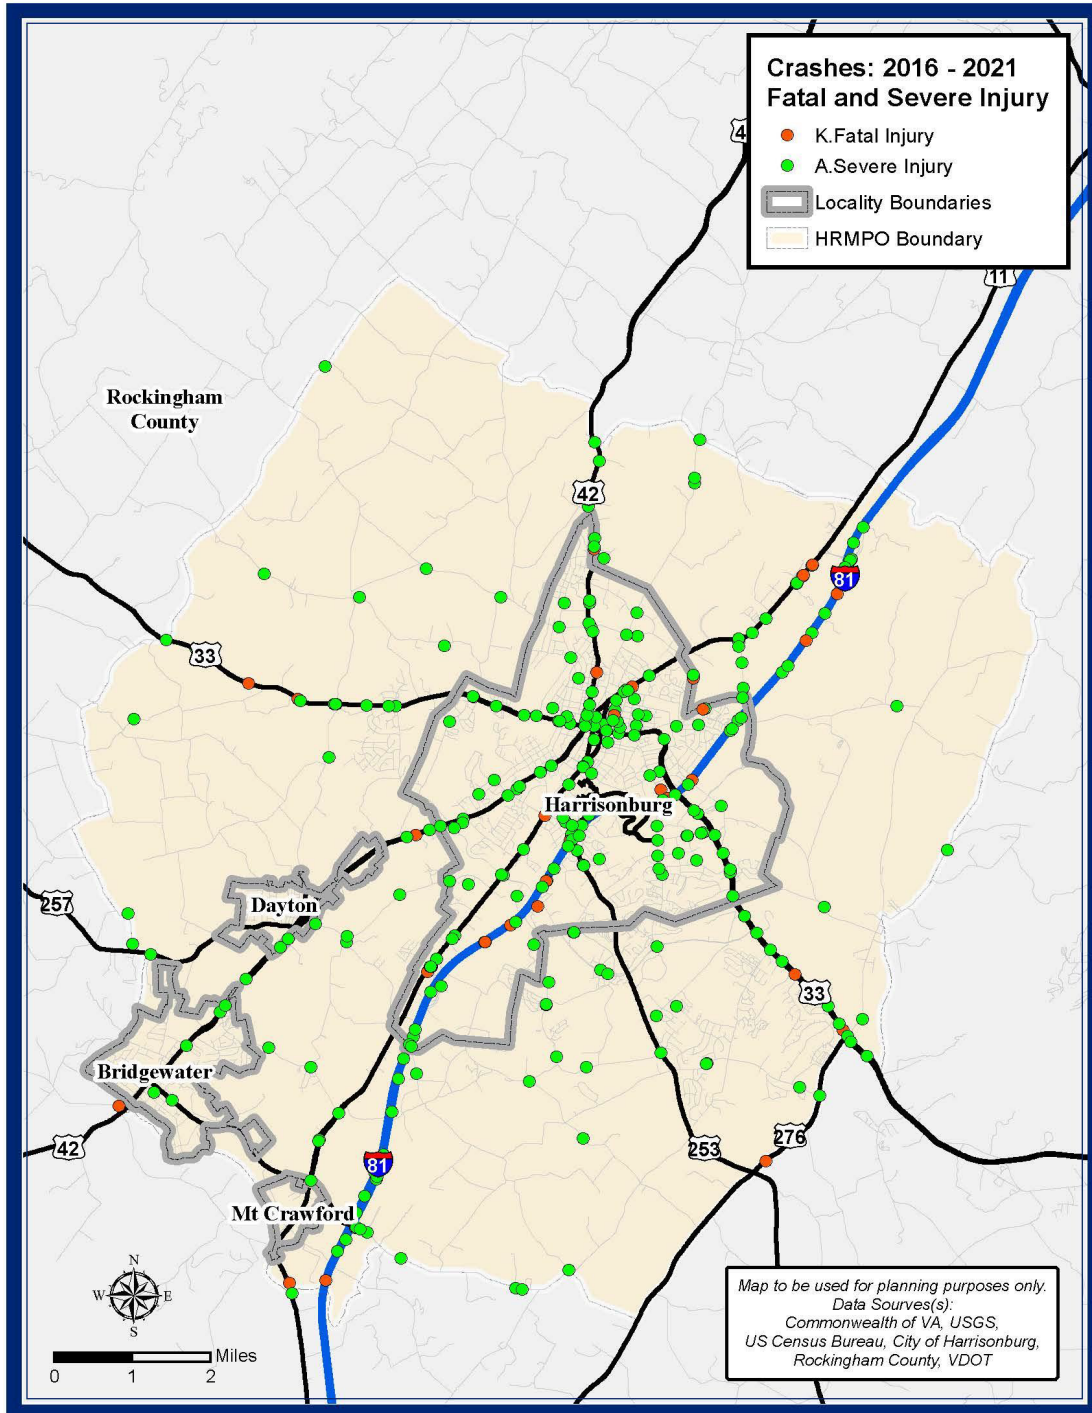 Crashes: 2016 - 2021
Fatal and Severe Injury
K.Fatal Injury
A.Severe Injury
Locality Boundaries
HRMPO Boundary
4
11
Rockingham
County
42
81
33
Harrisonburg
257
Dayton
33
Bridgewater
42
81
253
276
Mt Crawford
N
W
E
S
Miles
0
1
2
Map to be used for planning purposes only.
Data Sourves(s):
Commonwealth of VA, USGS,
US Census Bureau, City of Harrisonburg,
Rockingham County, VDOT